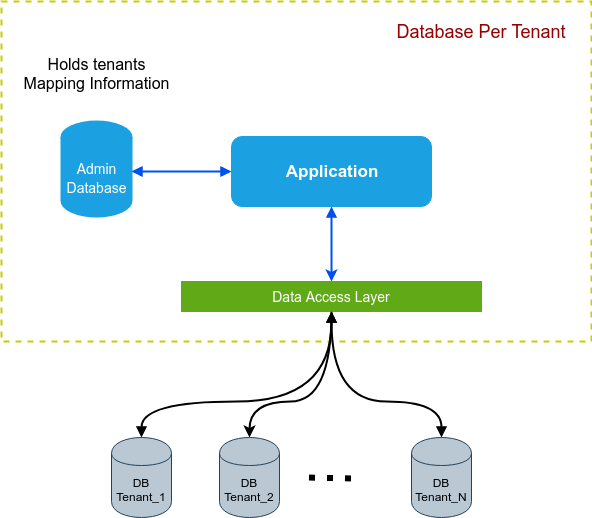 Database Per Tenant
Holds tenants
Mapping Information
Admin
Database
Application
Data Access Layer
DB
Tenant_1
DB
Tenant_2
...
DB
Tenant_N